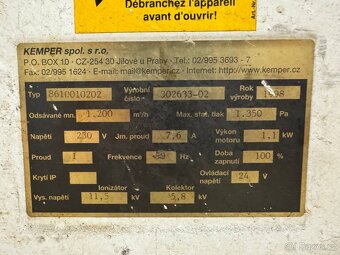 Débranchez l'appareil
avant d'ouvrir!
KEMPER spol. s r.o.
P.O. BOX 10 · CZ-254 30 Jílové u Prahy · Tel.: 02/995 3693 - 7
Fax: 02/995 1624 · E-mail: mail@kemper.cz · Internet: http://www.kemper.cz
Typ 8610010202 Výrobní číslo 302633-02 Rok výroby 1998
Odsávané mn. 1.200 m³/h Max. stat. tlak 1.350 Pa
Napětí 230 V Jm. proud 7,6 A Výkon motoru 1,1 kW
Proud 1 Frekvence 50 Hz Doba zapnutí 100 %
Krytí IP Ovládací napětí 24 V
Ionizátor Kolektor
Výs. napětí 11,5 kV 5,8 kV